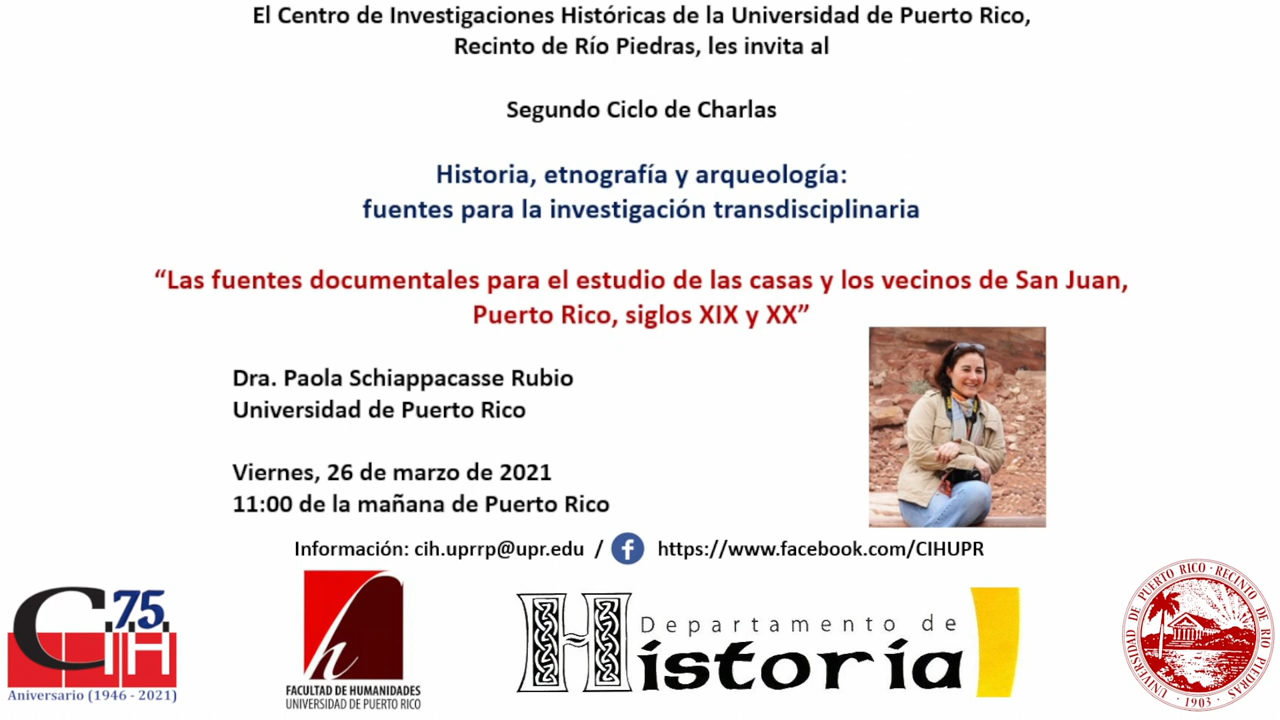 El Centro de Investigaciones Históricas de la Universidad de Puerto Rico,
Recinto de Río Piedras, les invita al
Segundo Ciclo de Charlas
Historia, etnografía y arqueología:
fuentes para la investigación transdisciplinaria
“Las fuentes documentales para el estudio de las casas y los vecinos de San Juan,
Puerto Rico, siglos XIX y XX”
Dra. Paola Schiappacasse Rubio
Universidad de Puerto Rico
Viernes, 26 de marzo de 2021
11:00 de la mañana de Puerto Rico
Información: cih.uprrp@upr.edu / f https://www.facebook.com/CIHUPR
CIH 75
Aniversario (1946 - 2021)
h
FACULTAD DE HUMANIDADES
UNIVERSIDAD DE PUERTO RICO
Departamento de
Historia
UNIVERSIDAD DE PUERTO RICO · RECINTO DE RÍO PIEDRAS
· 1903 ·